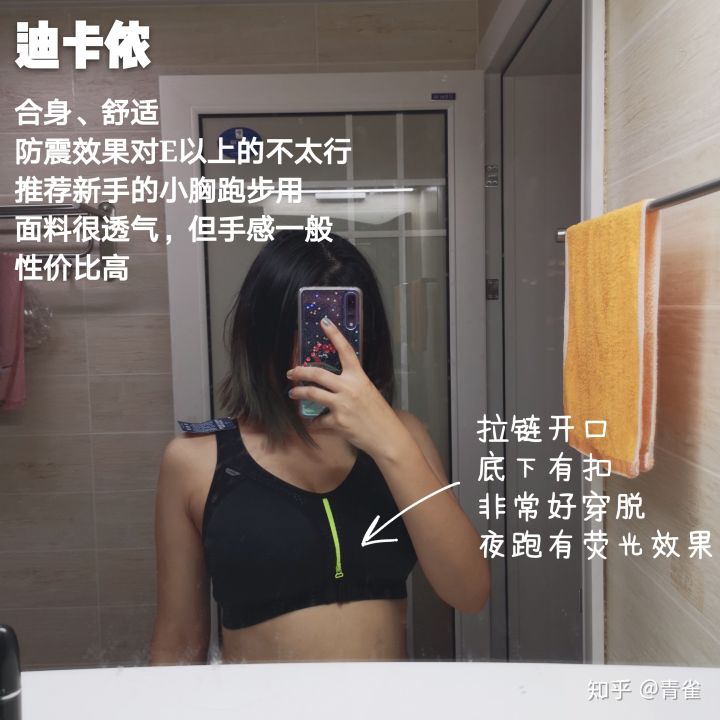 迪卡侬
合身、舒适
防震效果对E以上的不太行
推荐新手的小胸跑步用
面料很透气，但手感一般
性价比高
拉链开口
底下有扣
非常好穿脱
夜跑有荧光效果
知乎 @青雀